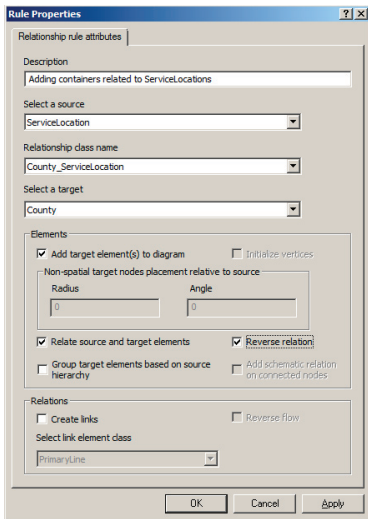 Rule Properties
Relationship rule attributes
Description
Adding containers related to ServiceLocations
Select a source
ServiceLocation
Relationship class name
County_ServiceLocation
Select a target
County
Elements
Add target element(s) to diagram
Initialize vertices
Non-spatial target nodes placement relative to source
Radius
Angle
0
0
Relate source and target elements
Reverse relation
Group target elements based on source
hierarchy
Add schematic relation
on connected nodes
Relations
Create links
Reverse flow
Select link element class
PrimaryLine
OK
Cancel
Apply